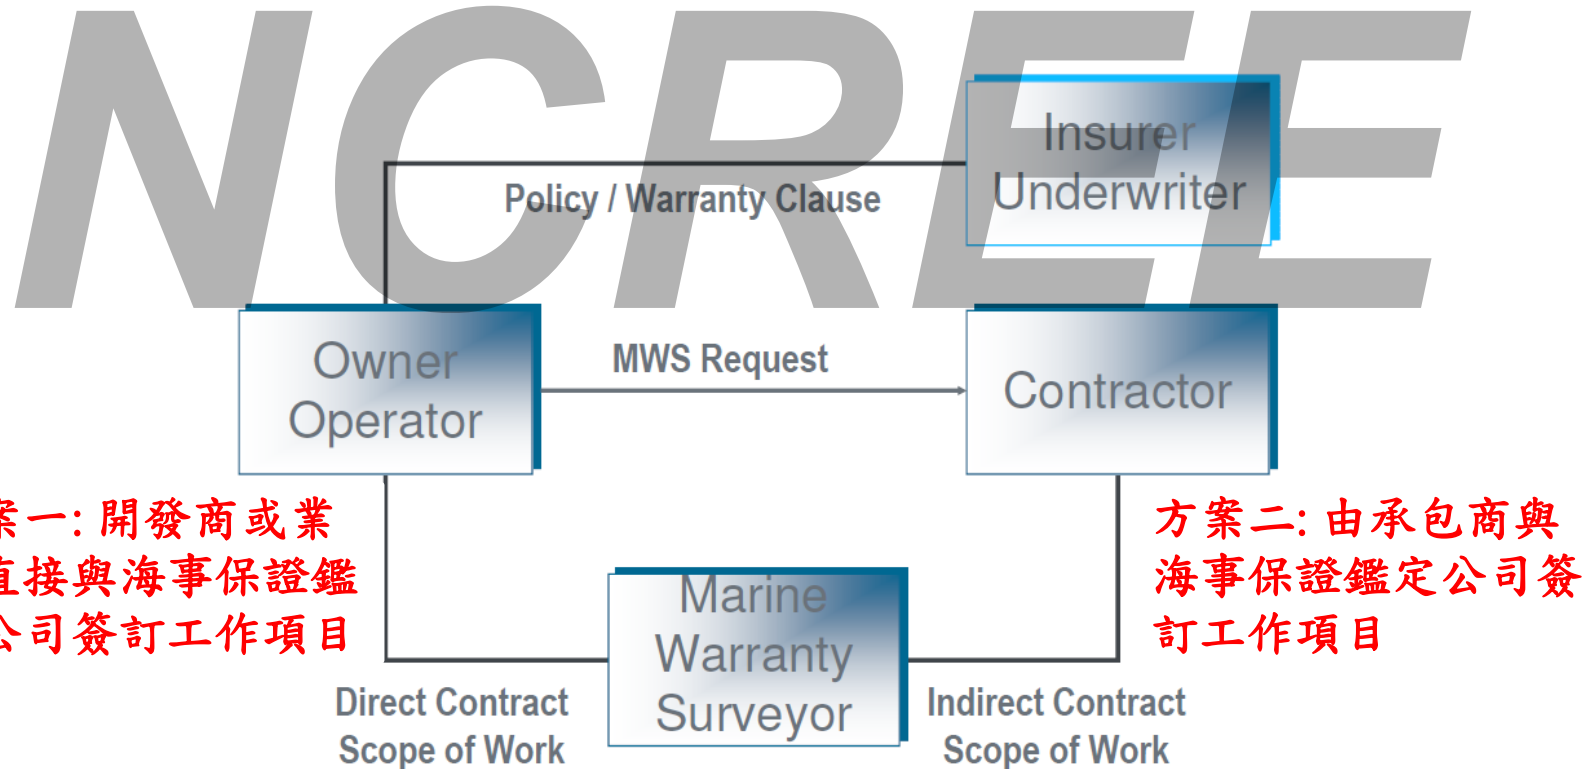 NCREE
Insurer
Underwriter
Policy / Warranty Clause
Owner
Operator
MWS Request
Contractor
案一: 開發商或業
直接與海事保證鑑
公司簽訂工作項目
方案二: 由承包商與
海事保證鑑定公司簽
訂工作項目
Marine
Warranty
Surveyor
Direct Contract
Scope of Work
Indirect Contract
Scope of Work